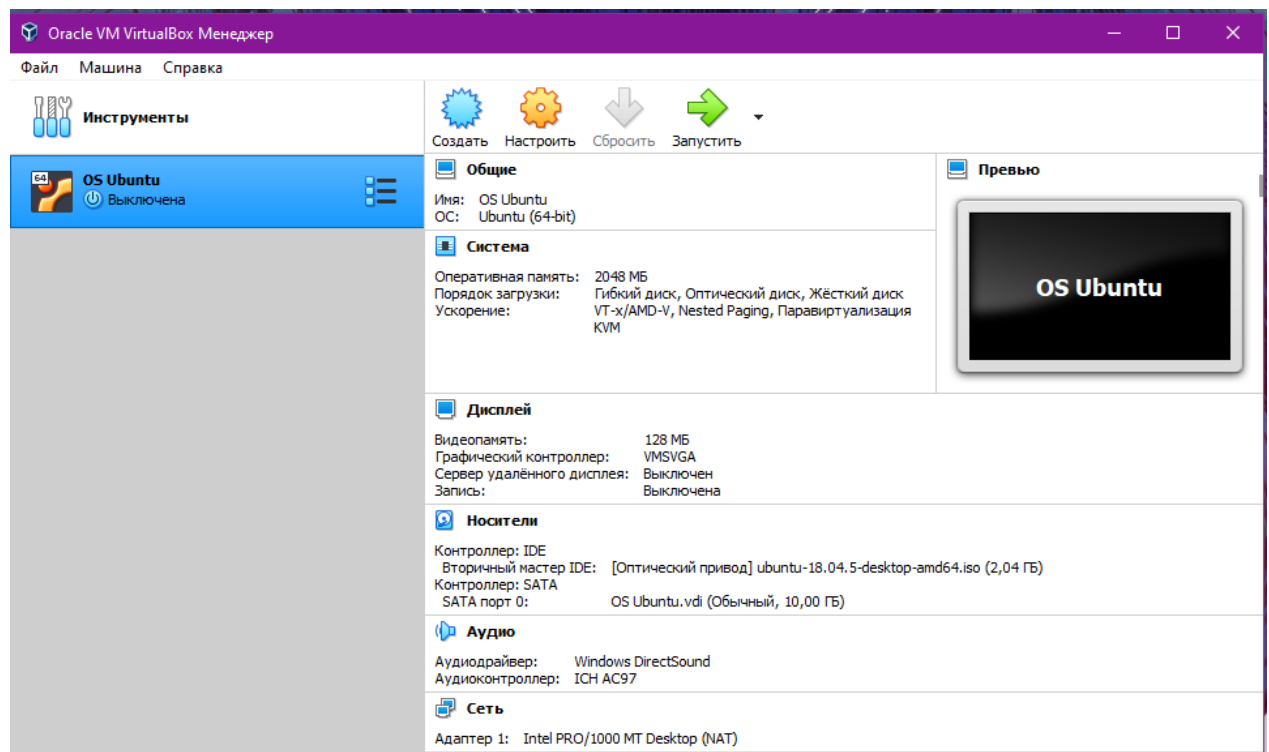 Oracle VM VirtualBox Менеджер
Файл Машина Справка
Инструменты
Создать Настроить Сбросить Запустить
64
OS Ubuntu
Выключена
Общие
Имя: OS Ubuntu
ОС: Ubuntu (64-bit)
Превью
OS Ubuntu
Система
Оперативная память: 2048 МБ
Порядок загрузки: Гибкий диск, Оптический диск, Жёсткий диск
Ускорение: VT-x/AMD-V, Nested Paging, Паравиртуализация
KVM
Дисплей
Видеопамять: 128 МБ
Графический контроллер: VMSVGA
Сервер удалённого дисплея: Выключен
Запись: Выключена
Носители
Контроллер: IDE
Вторичный мастер IDE: [Оптический привод] ubuntu-18.04.5-desktop-amd64.iso (2,04 ГБ)
Контроллер: SATA
SATA порт 0: OS Ubuntu.vdi (Обычный, 10,00 ГБ)
Аудио
Аудиодрайвер: Windows DirectSound
Аудиоконтроллер: ICH AC97
Сеть
Адаптер 1: Intel PRO/1000 MT Desktop (NAT)